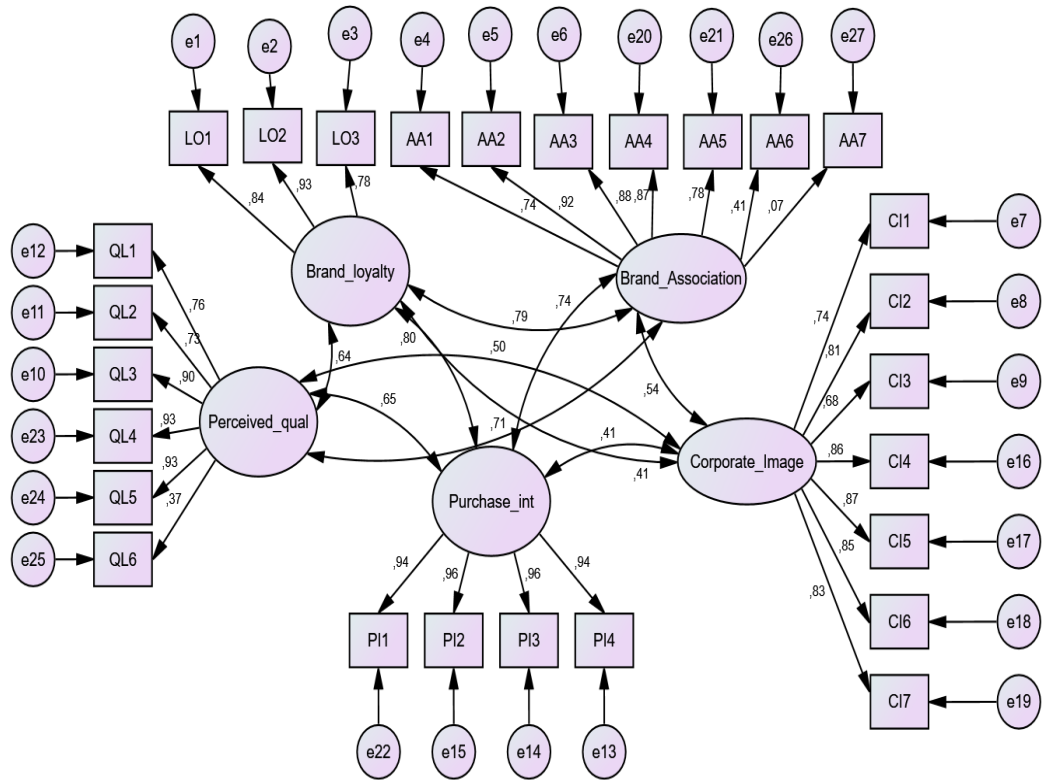 e1
e2
e3
e4
e5
e6
e20
e21
e26
e27
LO1
LO2
LO3
AA1
AA2
AA3
AA4
AA5
AA6
AA7
,84
,93
,78
,74
,92
,88
,87
,78
,41
,07
CI1
e7
e12
QL1
Brand_loyalty
Brand_Association
e11
QL2
CI2
e8
e10
QL3
CI3
e9
e23
QL4
Perceived_qual
Corporate_Image
CI4
e16
e24
QL5
Purchase_int
CI5
e17
e25
QL6
CI6
e18
CI7
e19
,76
,73
,90
,93
,93
,37
,64
,80
,79
,50
,74
,54
,65
,71
,41
,41
,74
,81
,68
,86
,87
,85
,83
,94
,96
,96
,94
PI1
PI2
PI3
PI4
e22
e15
e14
e13